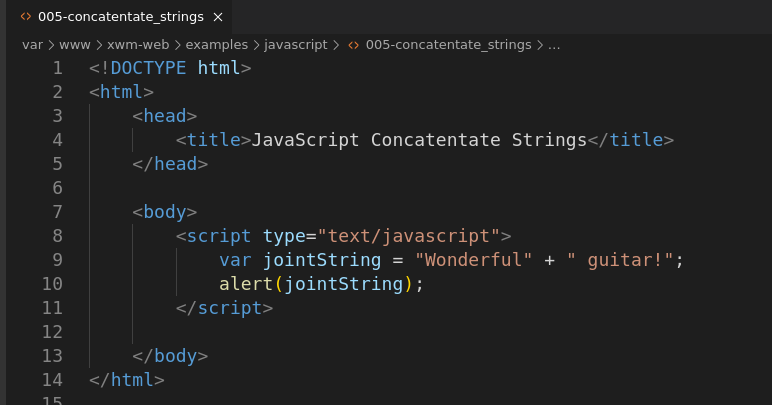 005-concatentate_strings
var > www > xwm-web > examples > javascript > 005-concatentate_strings > ...
1 <!DOCTYPE html>
2 <html>
3 <head>
4 <title>JavaScript Concatentate Strings</title>
5 </head>
6
7 <body>
8 <script type="text/javascript">
9 var jointString = "Wonderful" + " guitar!";
10 alert(jointString);
11 </script>
12
13 </body>
14 </html>
15